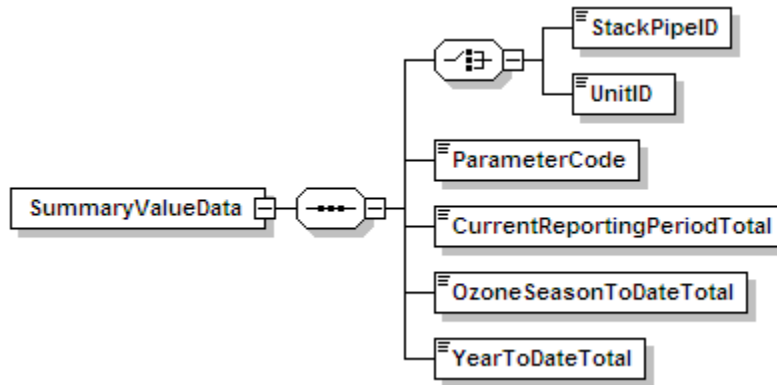 StackPipeID
UnitID
ParameterCode
SummaryValueData
CurrentReportingPeriodTotal
OzoneSeasonToDateTotal
YearToDateTotal